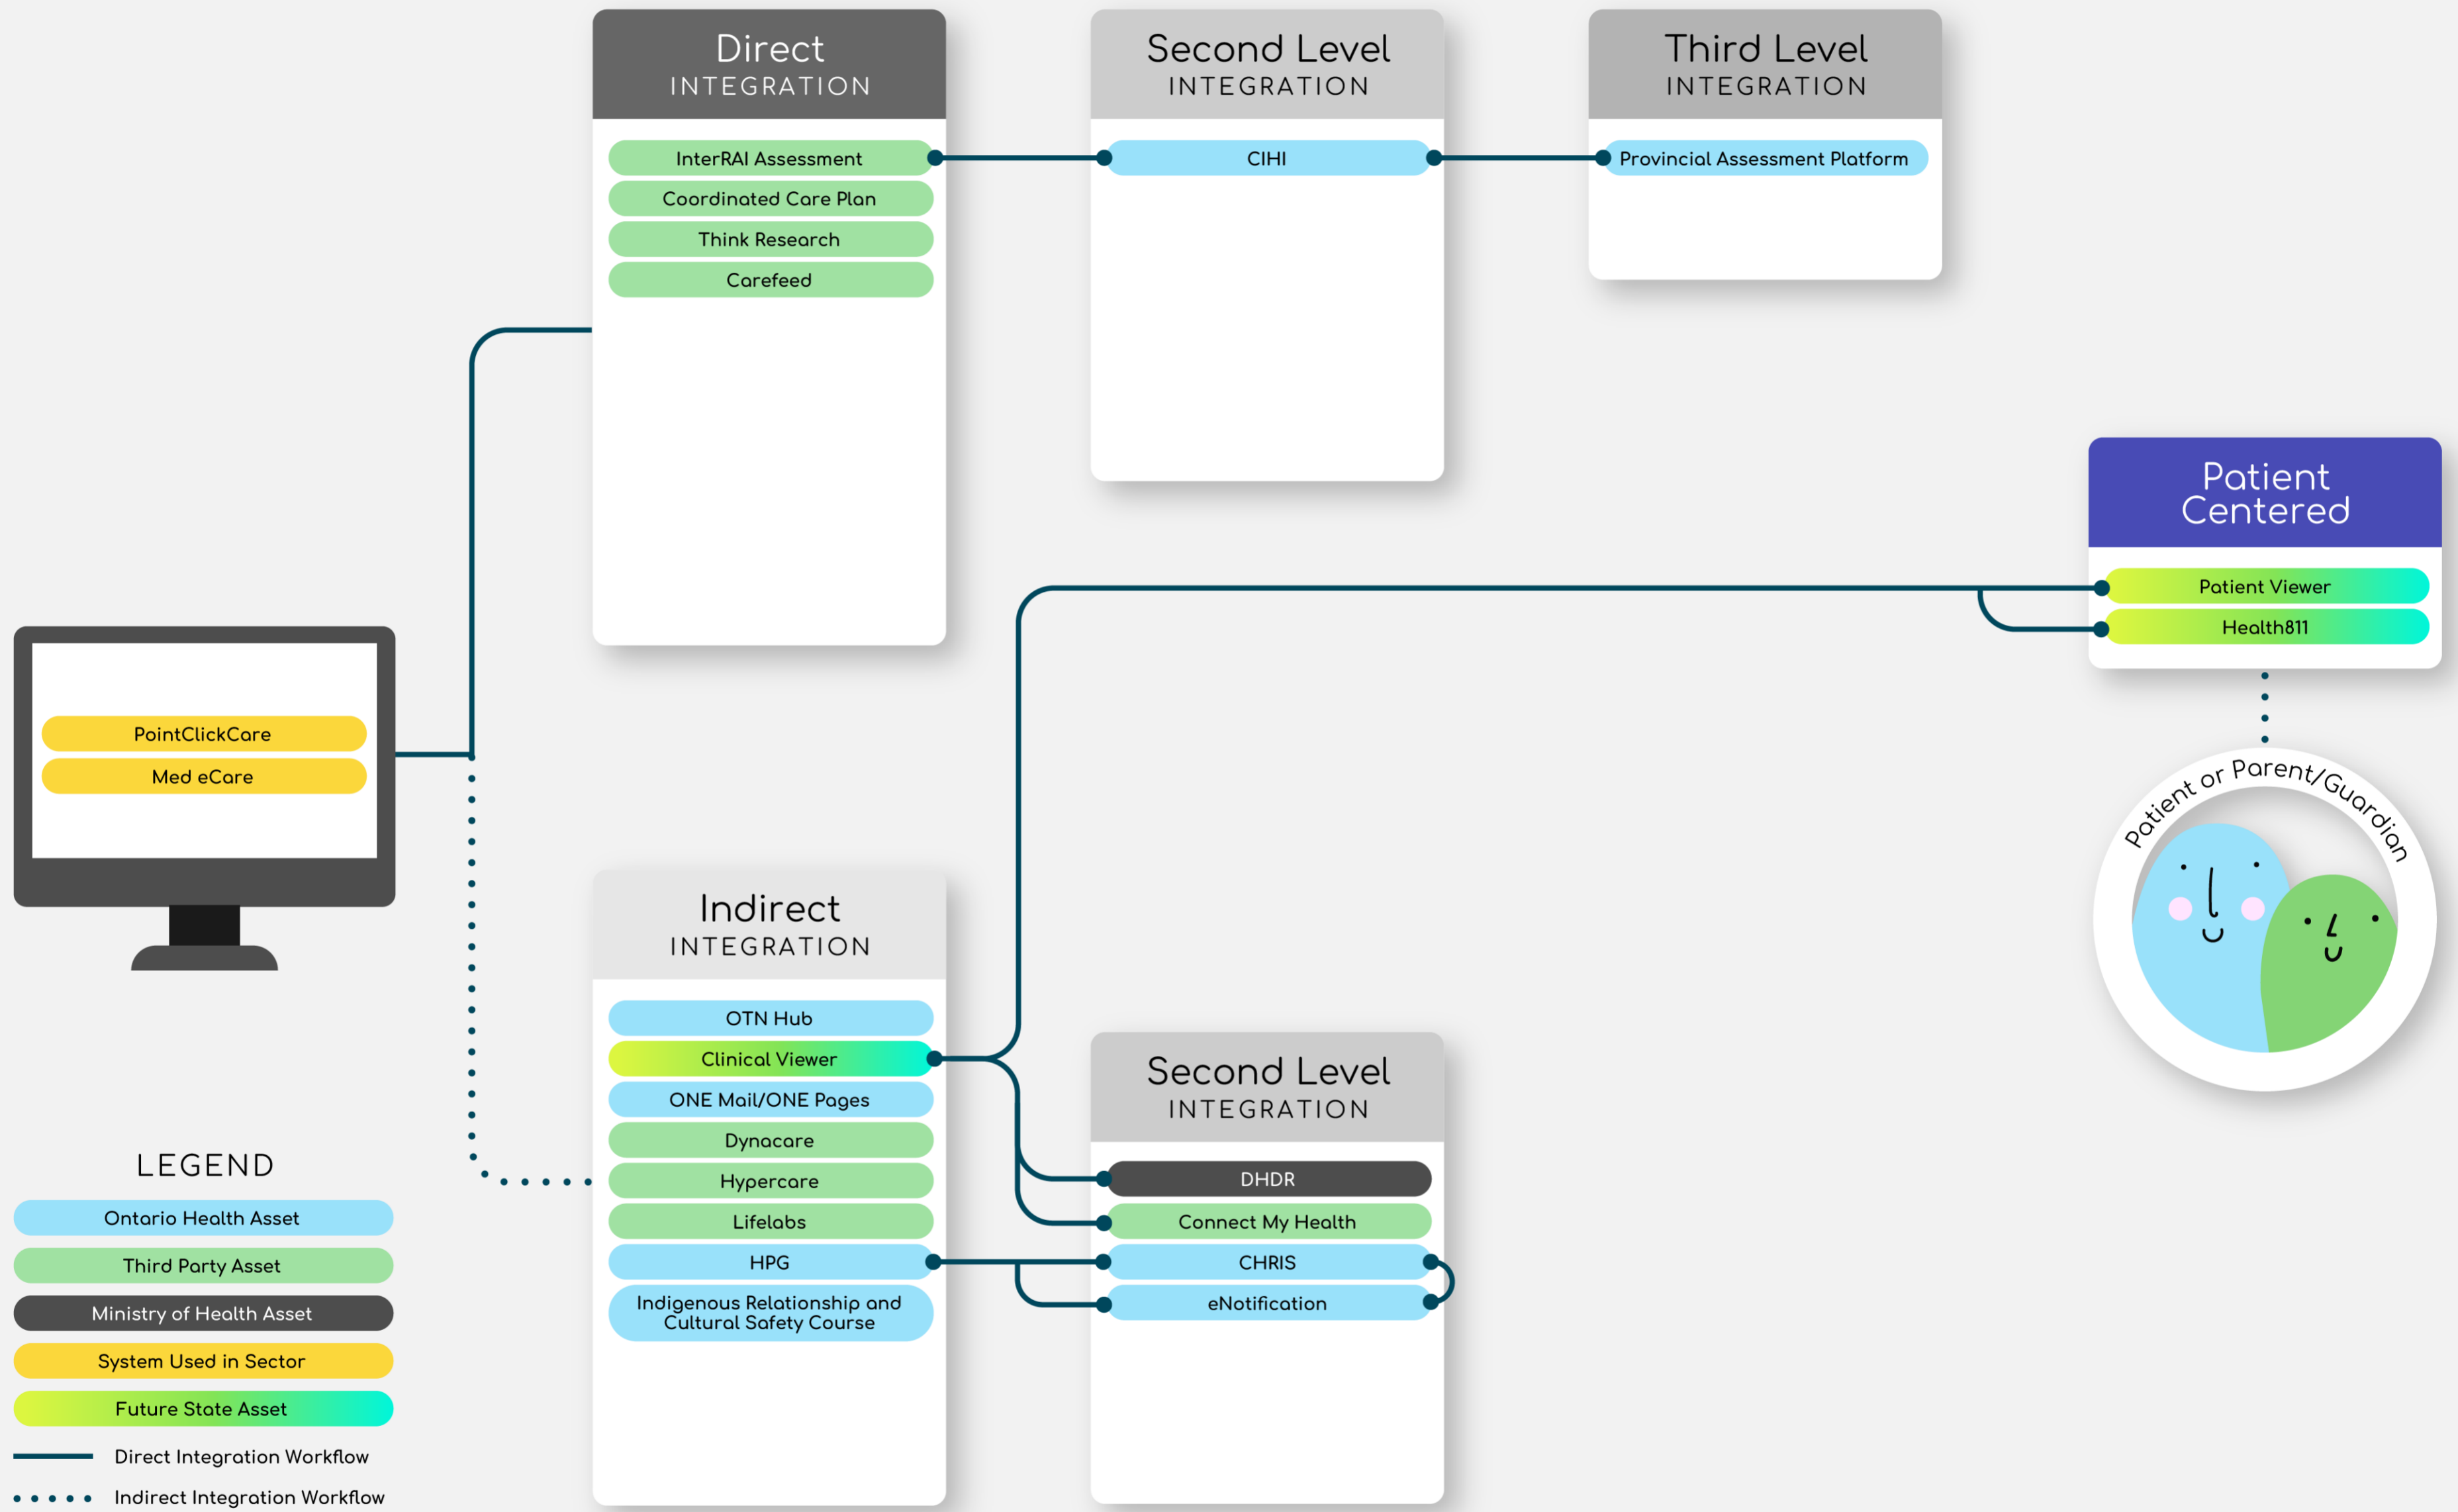 Direct
INTEGRATION
InterRAI Assessment
Coordinated Care Plan
Think Research
Carefeed
Second Level
INTEGRATION
CIHI
Third Level
INTEGRATION
Provincial Assessment Platform
Patient
Centered
Patient Viewer
Health811
Patient or Parent/Guardian
PointClickCare
Med eCare
Indirect
INTEGRATION
OTN Hub
Clinical Viewer
ONE Mail/ONE Pages
Dynacare
Hypercare
Lifelabs
HPG
Indigenous Relationship and
Cultural Safety Course
Second Level
INTEGRATION
DHDR
Connect My Health
CHRIS
eNotification
LEGEND
Ontario Health Asset
Third Party Asset
Ministry of Health Asset
System Used in Sector
Future State Asset
Direct Integration Workflow
Indirect Integration Workflow